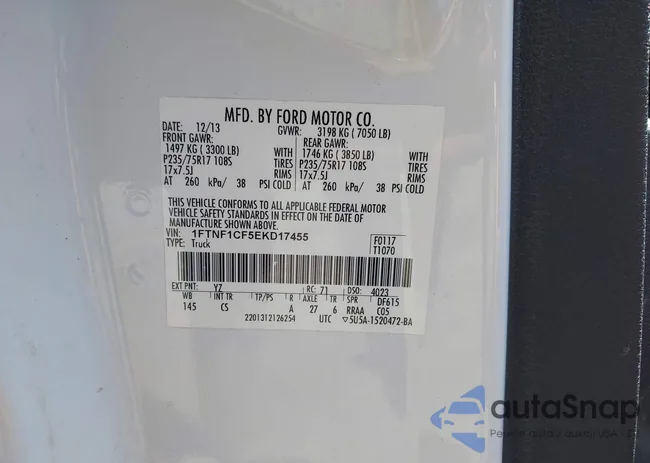 MFD. BY FORD MOTOR CO.
DATE: 12/13 GVWR: 3198 KG ( 7050 LB)
FRONT GAWR: REAR GAWR:
1497 KG ( 3300 LB) WITH 1746 KG ( 3850 LB) WITH
P235/75R17 108S TIRES P235/75R17 108S TIRES
17x7.5J RIMS 17x7.5J RIMS
AT 260 kPa/ 38 PSI COLD AT 260 kPa/ 38 PSI COLD
THIS VEHICLE CONFORMS TO ALL APPLICABLE FEDERAL MOTOR
VEHICLE SAFETY STANDARDS IN EFFECT ON THE DATE OF
MANUFACTURE SHOWN ABOVE.
VIN: 1FTNF1CF5EKD17455 F0117
TYPE: Truck T1070
EXT PNT: YZ RC: 71 DSO: 4023
WB INT TR TP/PS R AXLE TR SPR DF615
145 CS A 27 6 RRAA C05
2201312126254 UTC ▽5U5A-1520472-BA
autaSnap